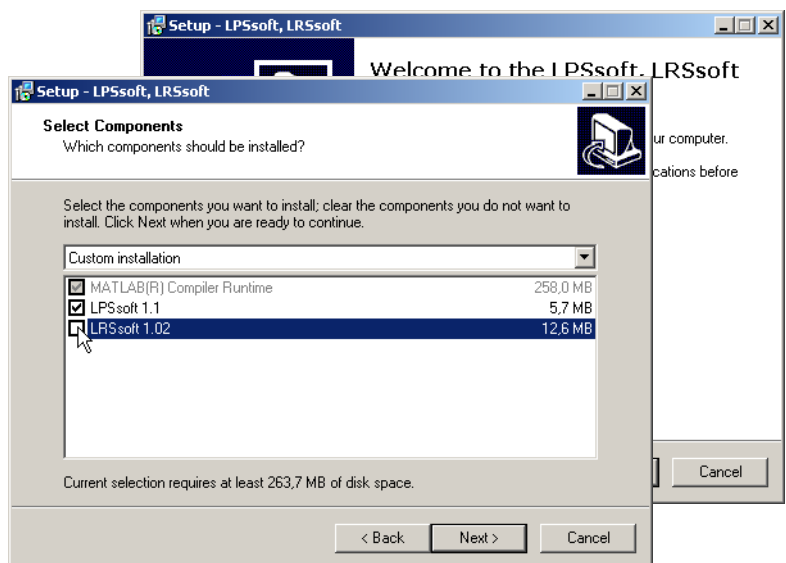 Setup - LPSsoft, LRSsoft
Welcome to the LPSsoft, LRSsoft
ur computer.
cations before
Cancel
Setup - LPSsoft, LRSsoft
Select Components
Which components should be installed?
Select the components you want to install; clear the components you do not want to
install. Click Next when you are ready to continue.
Custom installation
MATLAB(R) Compiler Runtime 258,0 MB
LPSsoft 1.1 5,7 MB
LRSsoft 1.02 12,6 MB
Current selection requires at least 263,7 MB of disk space.
< Back Next > Cancel